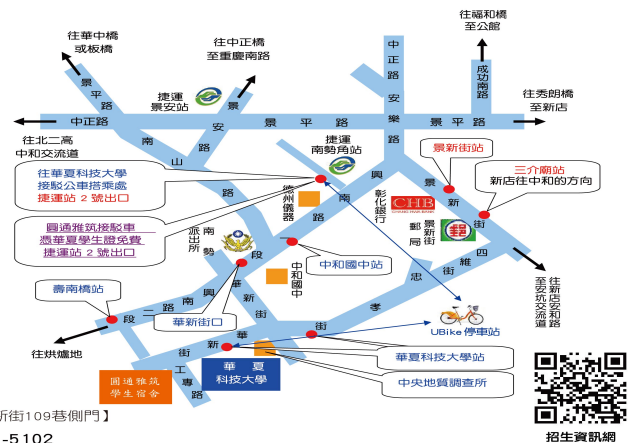 往福和橋
至公館
往華中橋
或板橋
往中正橋
至重慶南路
中正路
成功南路
景平路
捷運
景安站
往秀朗橋
至新店
中正路
景安路
景平路
安樂路
景平路
往北二高
中和交流道
南山路
捷運
南勢角站
景新街站
三介廟站
新店往中和的方向
往華夏科技大學
接駁公車搭乘處
捷運站 2 號出口
德州儀器
興南路
彰化銀行
CHB
景新街
景新街
郵局
圓通雅筑接駁車
憑華夏學生證免費
捷運站 2 號出口
南勢
派出所
一段
中和國中
中和國中站
四維街
忠孝街
往新店安和路
至安坑交流道
壽南橋站
興南路二段
華新街
華新街口
UBike 停車站
往烘爐地
華新街
華夏科技大學站
中央地質調查所
工專路
圓通雅筑
學生宿舍
華 夏
科技大學
新街109巷側門】
-5102
招生資訊網